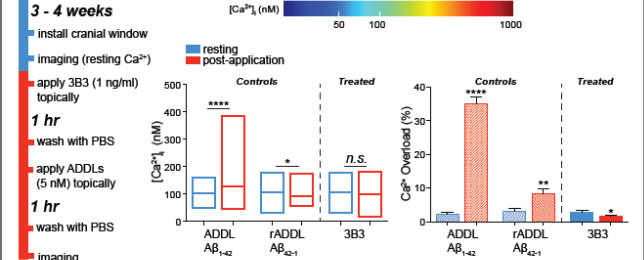 3 - 4 weeks
install cranial window
imaging (resting Ca²⁺)
apply 3B3 (1 ng/ml)
topically
1 hr
wash with PBS
apply ADDLs
(5 nM) topically
1 hr
wash with PBS
imaging
[Ca²⁺]ᵢ (nM)
50 100 1000
resting
post-application
Controls Treated
[Ca²⁺]ᵢ (nM)
500
400
300
200
100
0
**** * n.s.
ADDL rADDL 3B3
Aβ₁₋₄₂ Aβ₄₂₋₁
Controls Treated
Ca²⁺ Overload (%)
40
30
20
10
0
**** ** *
ADDL rADDL 3B3
Aβ₁₋₄₂ Aβ₄₂₋₁